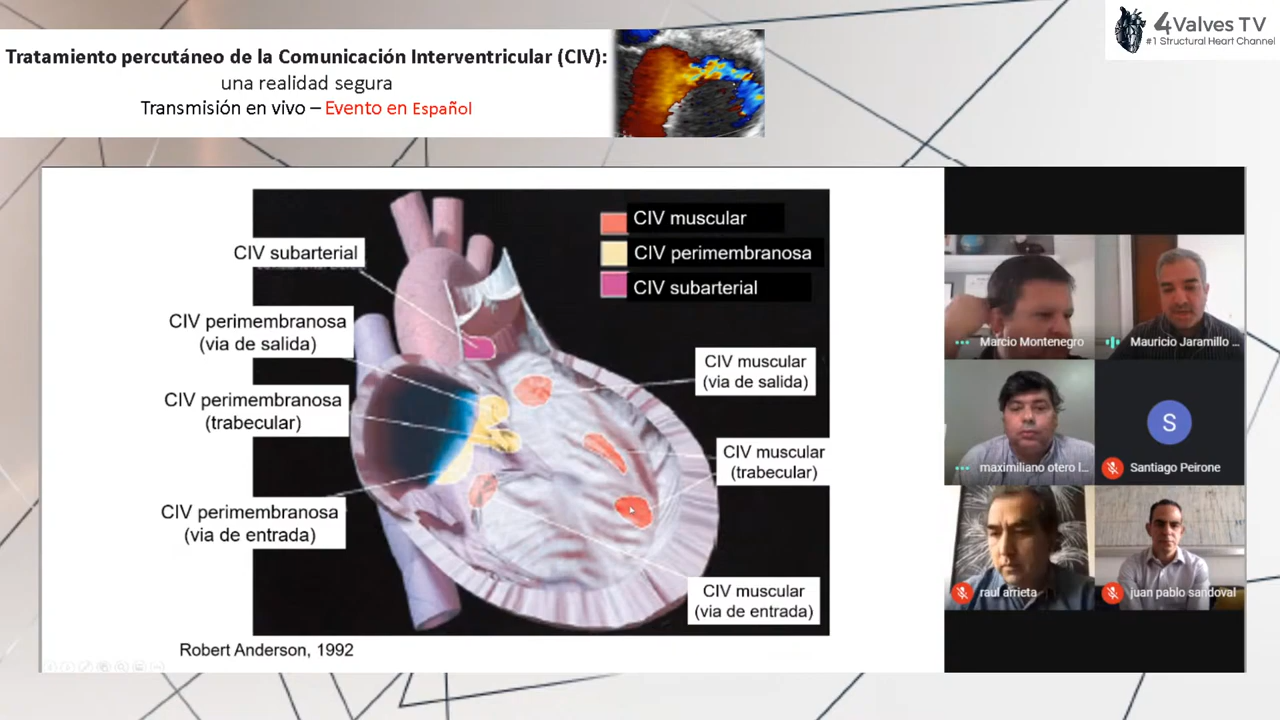 4Valves TV
#1 Structural Heart Channel
Tratamiento percutáneo de la Comunicación Interventricular (CIV):
una realidad segura
Transmisión en vivo – Evento en Español
CIV muscular
CIV perimembranosa
CIV subarterial
CIV subarterial
CIV perimembranosa
(via de salida)
CIV perimembranosa
(trabecular)
CIV perimembranosa
(via de entrada)
CIV muscular
(via de salida)
CIV muscular
(trabecular)
CIV muscular
(via de entrada)
Robert Anderson, 1992
Marcio Montenegro
Mauricio Jaramillo ...
maximiliano otero l...
S
Santiago Peirone
raul arrieta
juan pablo sandoval